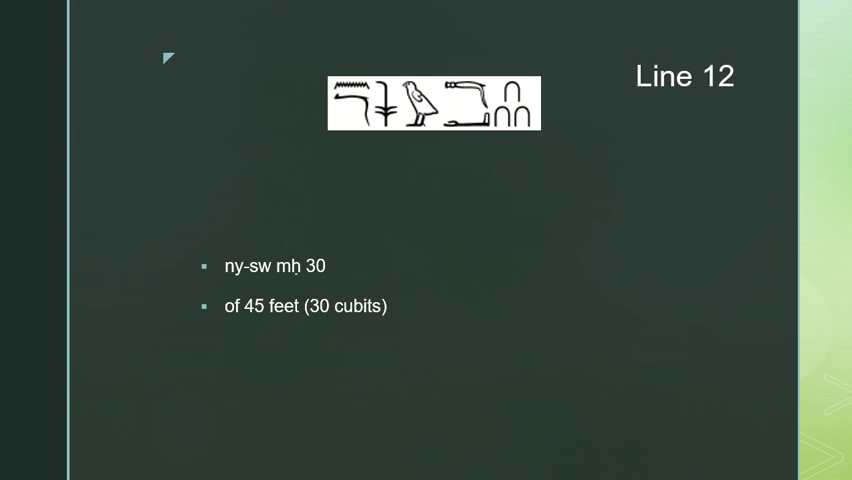 Line 12
ny-sw mḥ 30
of 45 feet (30 cubits)